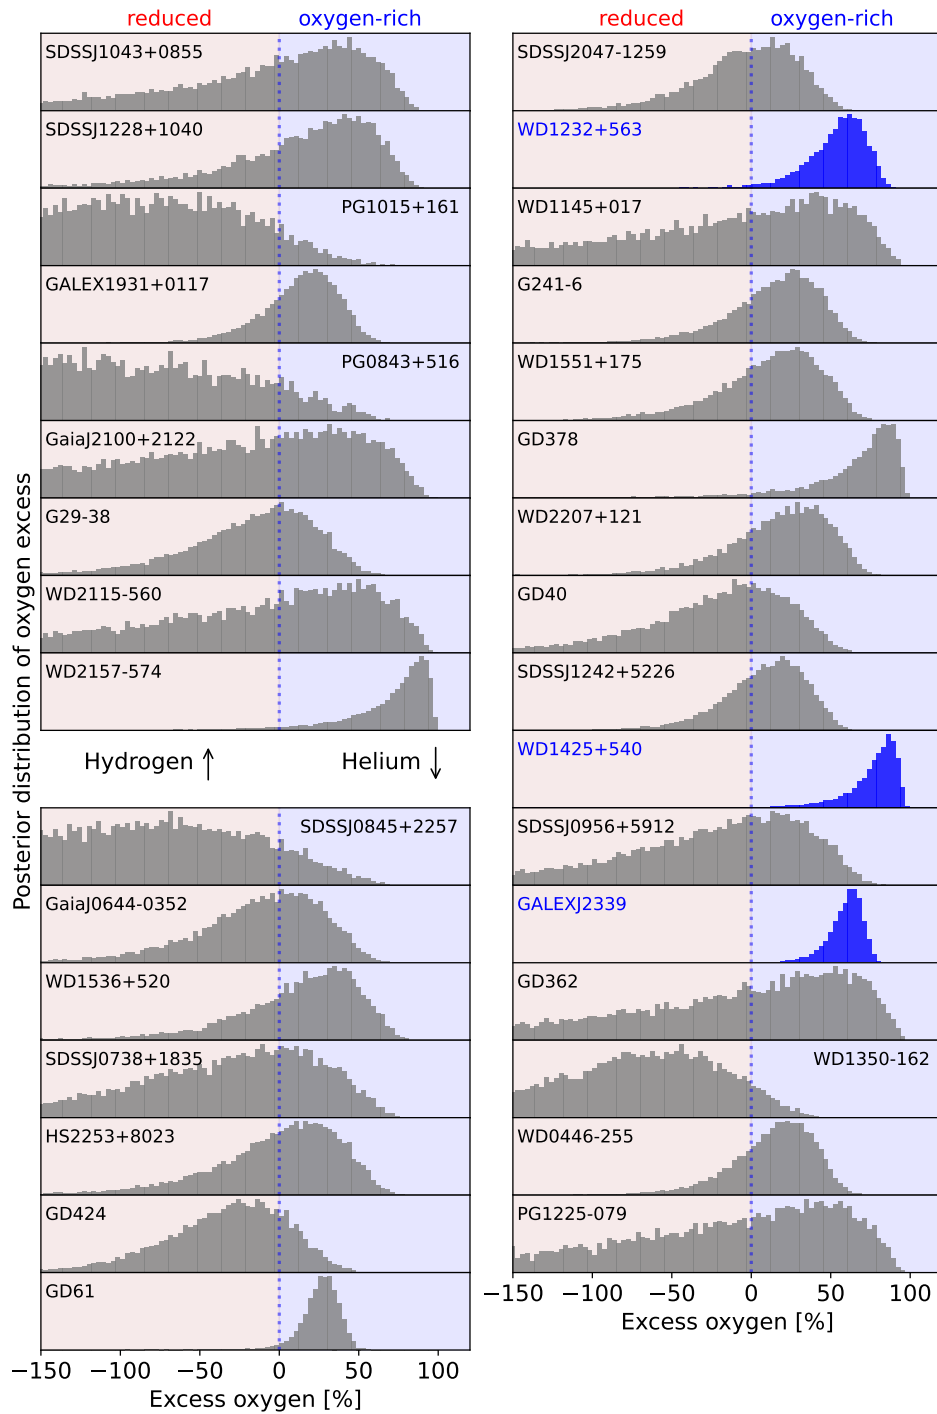 reduced oxygen-rich
SDSSJ1043+0855
SDSSJ1228+1040
PG1015+161
GALEX1931+0117
PG0843+516
GaiaJ2100+2122
G29-38
WD2115-560
WD2157-574
Hydrogen ↑ Helium ↓
SDSSJ0845+2257
GaiaJ0644-0352
WD1536+520
SDSSJ0738+1835
HS2253+8023
GD424
GD61
−150 −100 −50 0 50 100
Excess oxygen [%]
Posterior distribution of oxygen excess
reduced oxygen-rich
SDSSJ2047-1259
WD1232+563
WD1145+017
G241-6
WD1551+175
GD378
WD2207+121
GD40
SDSSJ1242+5226
WD1425+540
SDSSJ0956+5912
GALEXJ2339
GD362
WD1350-162
WD0446-255
PG1225-079
−150 −100 −50 0 50 100
Excess oxygen [%]